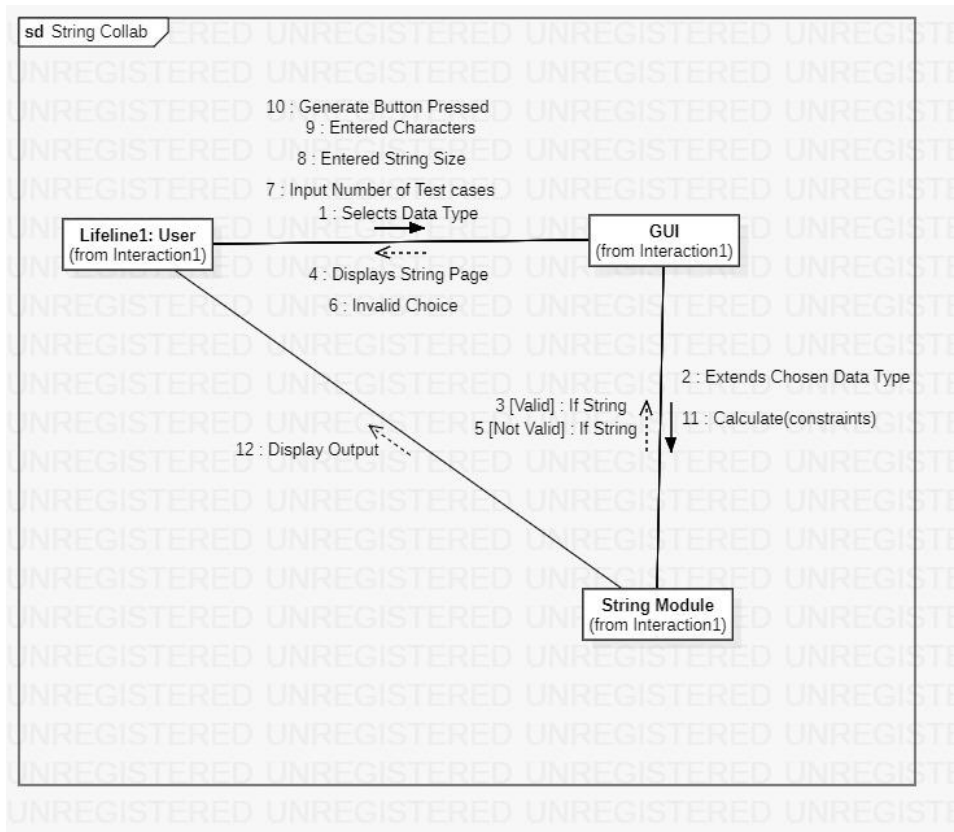 sd String Collab
10 : Generate Button Pressed
9 : Entered Characters
8 : Entered String Size
7 : Input Number of Test cases
1 : Selects Data Type
Lifeline1: User
(from Interaction1)
GUI
(from Interaction1)
4 : Displays String Page
6 : Invalid Choice
2 : Extends Chosen Data Type
3 [Valid] : If String
5 [Not Valid] : If String
11 : Calculate(constraints)
12 : Display Output
String Module
(from Interaction1)
UNREGISTERED